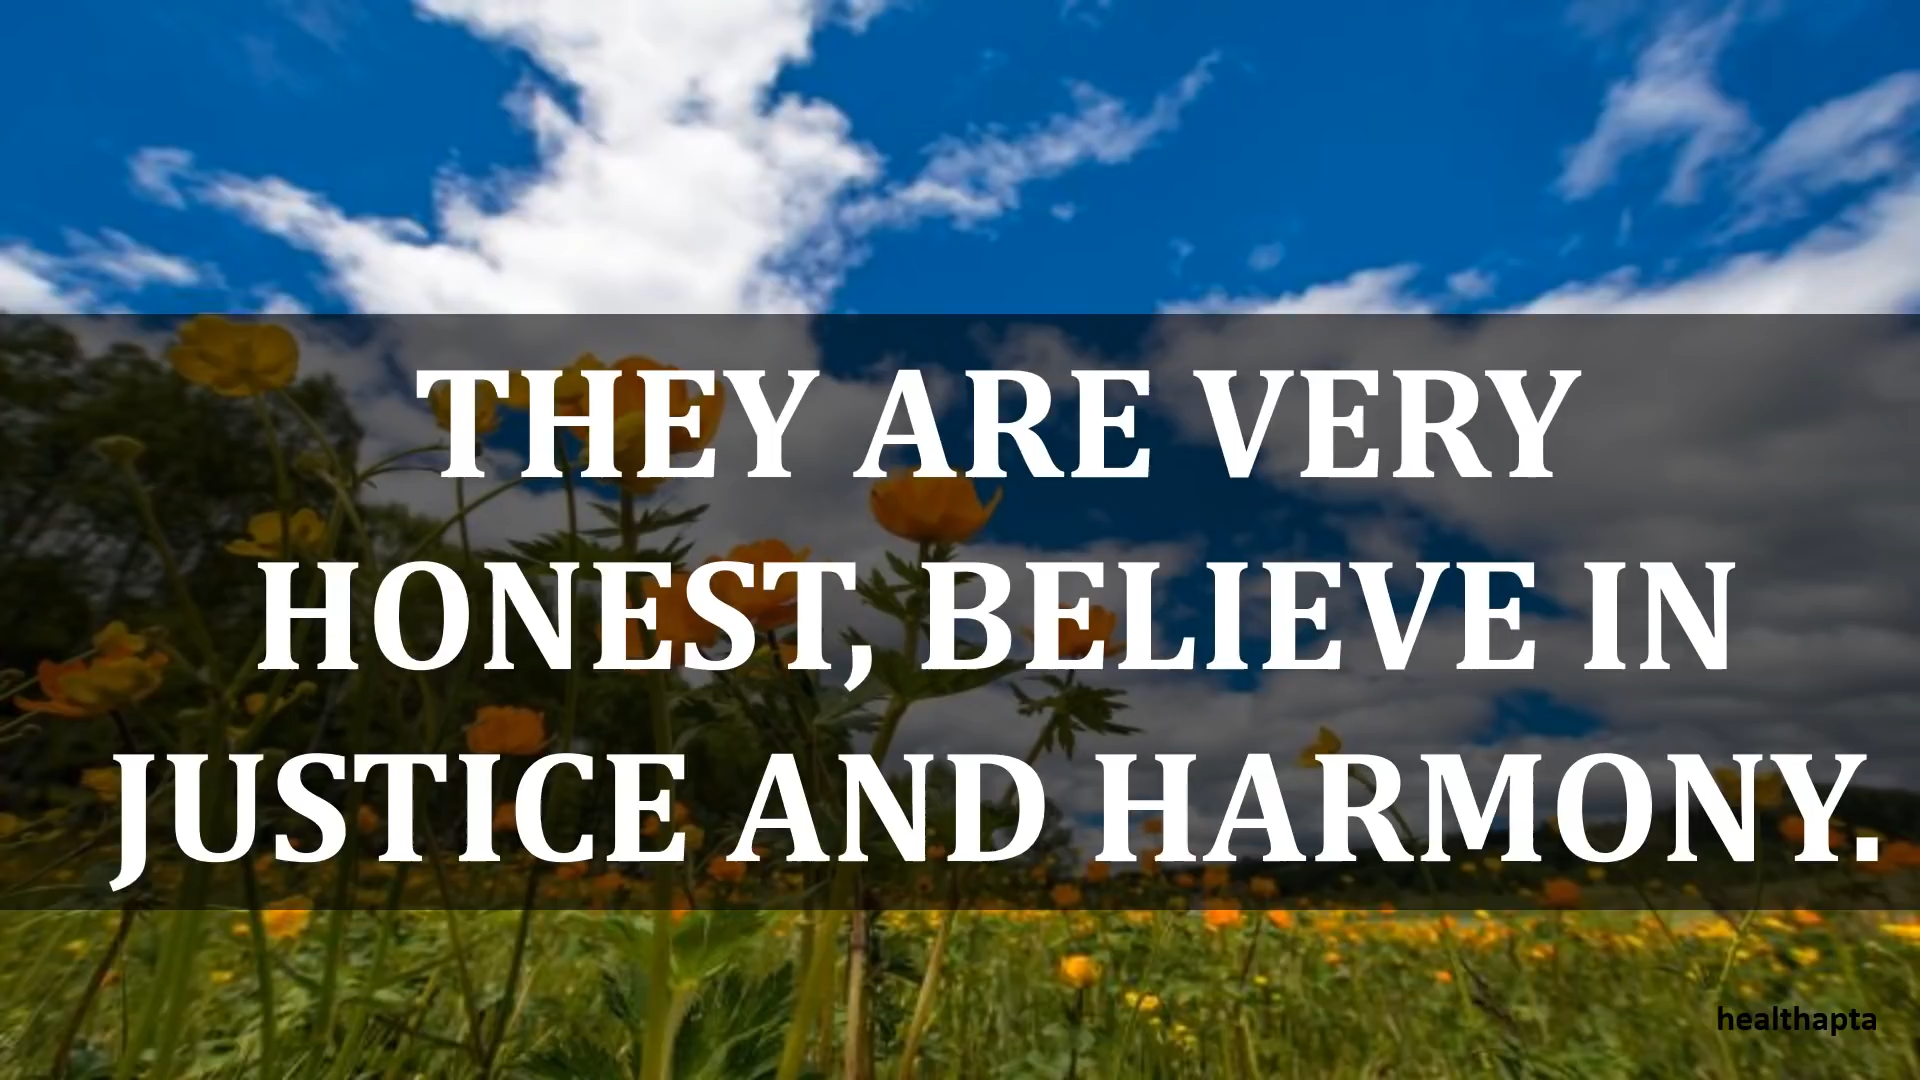 THEY ARE VERY
HONEST, BELIEVE IN
JUSTICE AND HARMONY.
healthapta